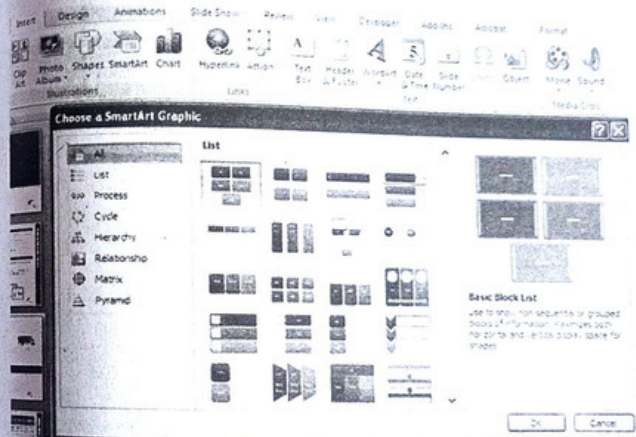 Insert Design Animations Slide Show Review View Developer Add-Ins Acrobat Format
Clip Art Photo Album Shapes SmartArt Chart Hyperlink Action Text Box Header & Footer WordArt Date & Time Slide Number Object Movie Sound
Illustrations Links Text Media Clips
Choose a SmartArt Graphic
All
List
Process
Cycle
Hierarchy
Relationship
Matrix
Pyramid
List
Basic Block List
Use to show non-sequential or grouped
blocks of information. Maximizes both
horizontal and vertical display space for
shapes.
OK Cancel